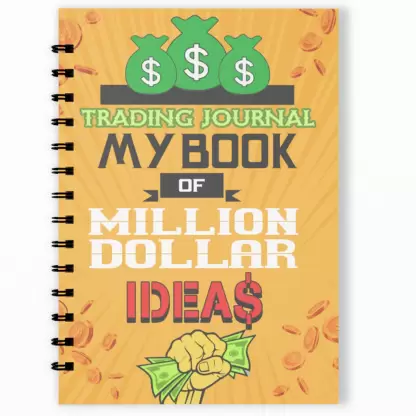 $ $ $
TRADING JOURNAL
MY BOOK
OF
MILLION
DOLLAR
IDEA$